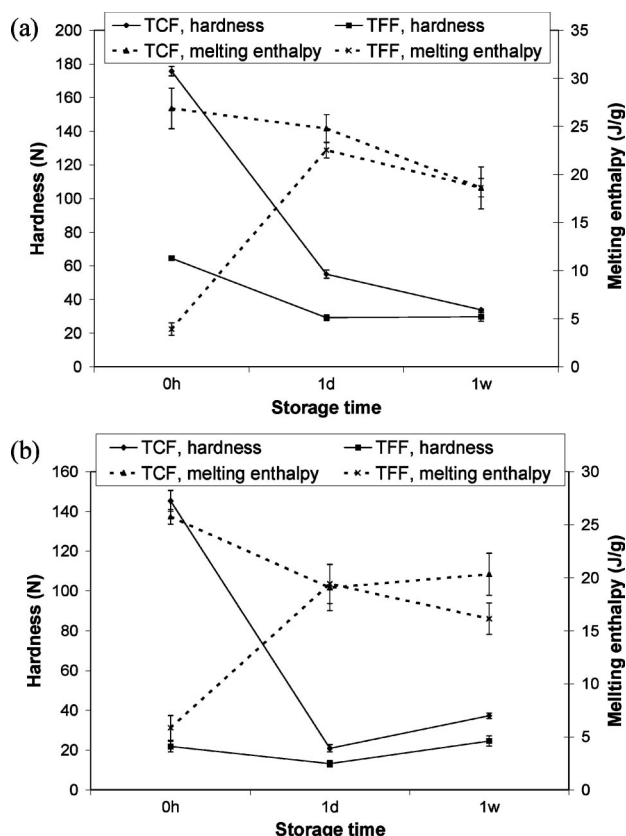 (a)
TCF, hardness TFF, hardness
TCF, melting enthalpy TFF, melting enthalpy
200 35
180
160 30
140 25
120
100 20
80 15
60 10
40
20 5
0 0
Hardness (N)
Melting enthalpy (J/g)
0h 1d 1w
Storage time
(b)
TCF, hardness TFF, hardness
TCF, melting enthalpy TFF, melting enthalpy
160 30
140 25
120
100 20
80 15
60
40 10
20 5
0 0
Hardness (N)
Mellting enthalpy (J/g)
0h 1d 1w
Storage time